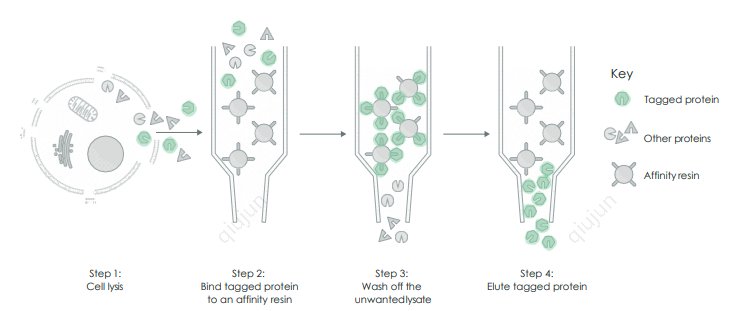 Key
Tagged protein
Other proteins
Affinity resin
Step 1:
Cell lysis
Step 2:
Bind tagged protein
to an affinity resin
Step 3:
Wash off the
unwantedlysate
Step 4:
Elute tagged protein
qiujun
qiujun
qiujun